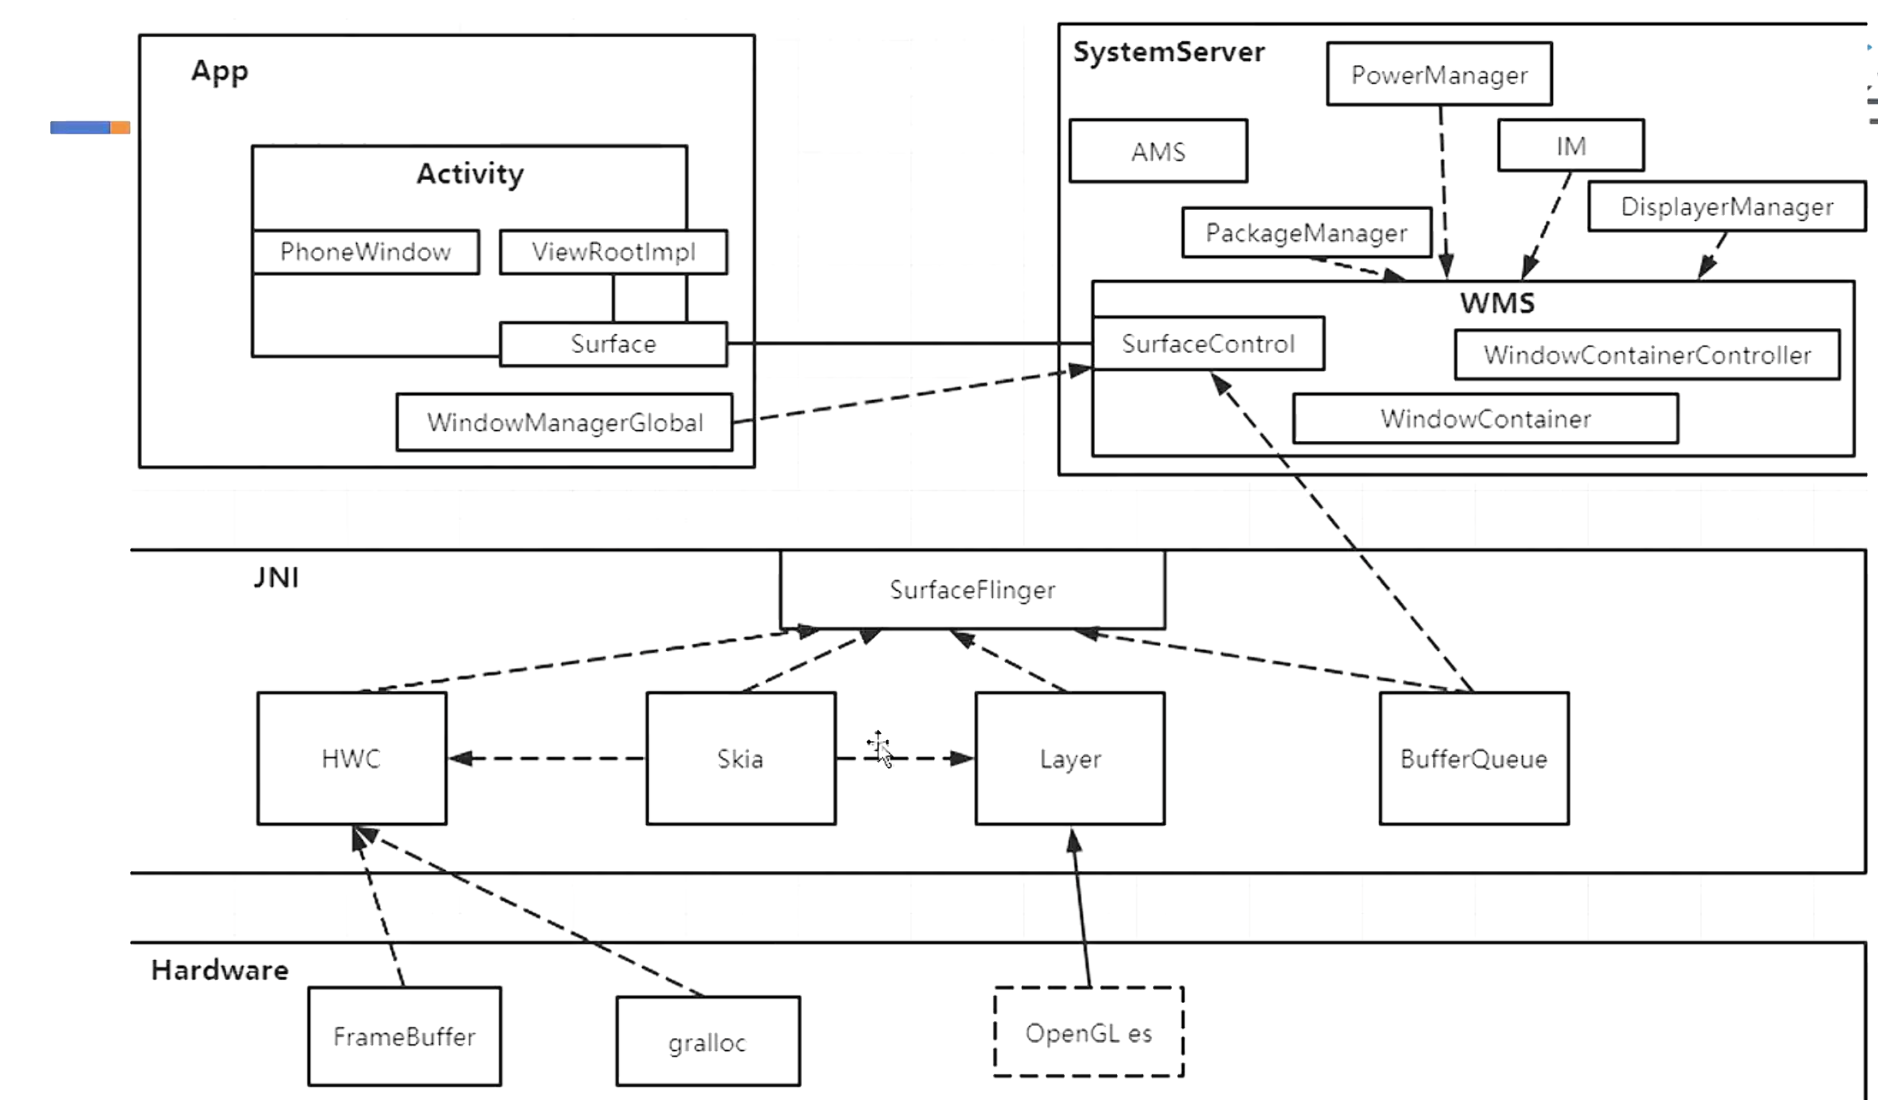 App
Activity
PhoneWindow
ViewRootImpl
Surface
WindowManagerGlobal
SystemServer
PowerManager
AMS
IM
DisplayerManager
PackageManager
WMS
SurfaceControl
WindowContainerController
WindowContainer
JNI
SurfaceFlinger
HWC
Skia
Layer
BufferQueue
Hardware
FrameBuffer
gralloc
OpenGL es